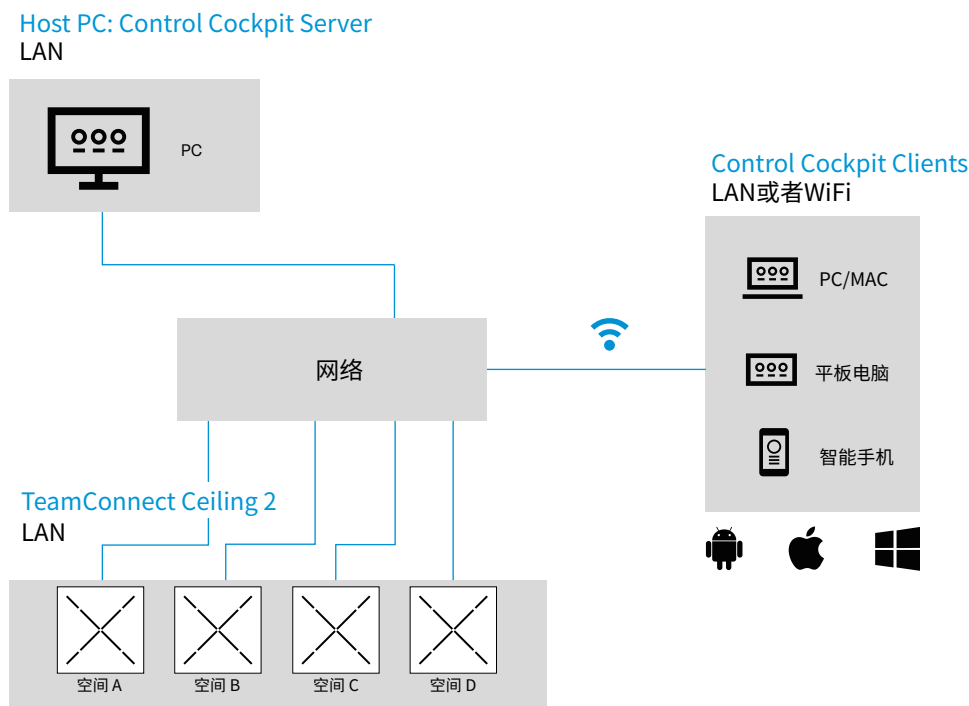 Host PC: Control Cockpit Server
LAN
PC
Control Cockpit Clients
LAN或者WiFi
PC/MAC
平板电脑
智能手机
网络
TeamConnect Ceiling 2
LAN
空间 A
空间 B
空间 C
空间 D